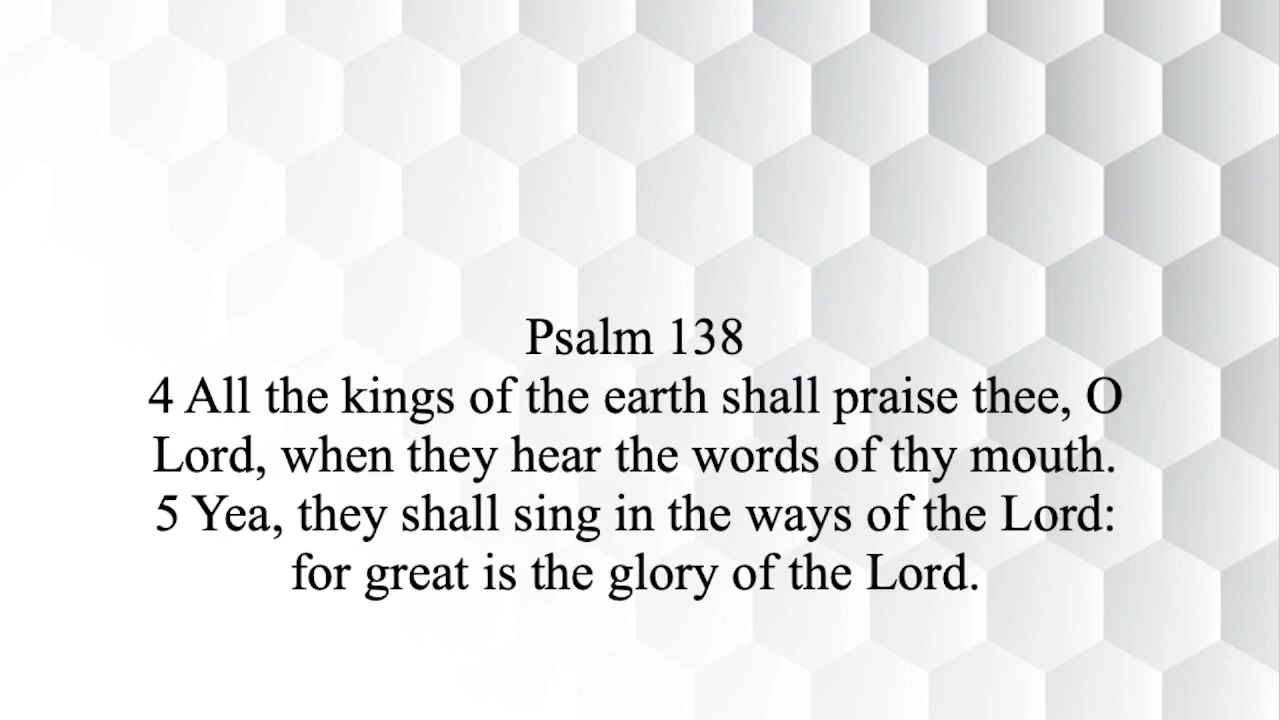 Psalm 138
4 All the kings of the earth shall praise thee, O
Lord, when they hear the words of thy mouth.
5 Yea, they shall sing in the ways of the Lord:
for great is the glory of the Lord.